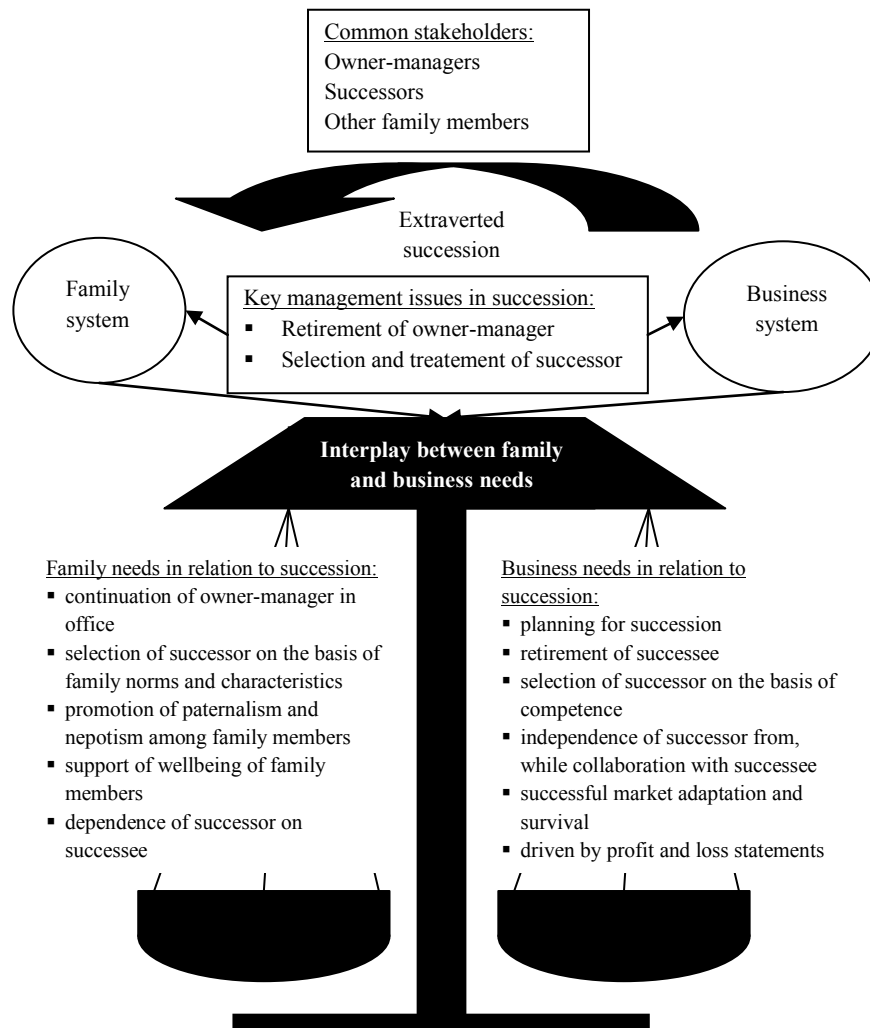 Common stakeholders:
Owner-managers
Successors
Other family members
Extraverted
succession
Family
system
Key management issues in succession:
▪ Retirement of owner-manager
▪ Selection and treatement of successor
Business
system
Interplay between family
and business needs
Family needs in relation to succession:
▪ continuation of owner-manager in
office
▪ selection of successor on the basis of
family norms and characteristics
▪ promotion of paternalism and
nepotism among family members
▪ support of wellbeing of family
members
▪ dependence of successor on
successee
Business needs in relation to
succession:
▪ planning for succession
▪ retirement of successee
▪ selection of successor on the basis of
competence
▪ independence of successor from,
while collaboration with successee
▪ successful market adaptation and
survival
▪ driven by profit and loss statements